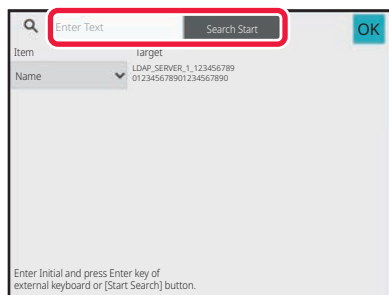 Enter Text Search Start OK
Item Target
Name LDAP_SERVER_1_123456789
012345678901234567890
Enter Initial and press Enter key of
external keyboard or [Start Search] button.